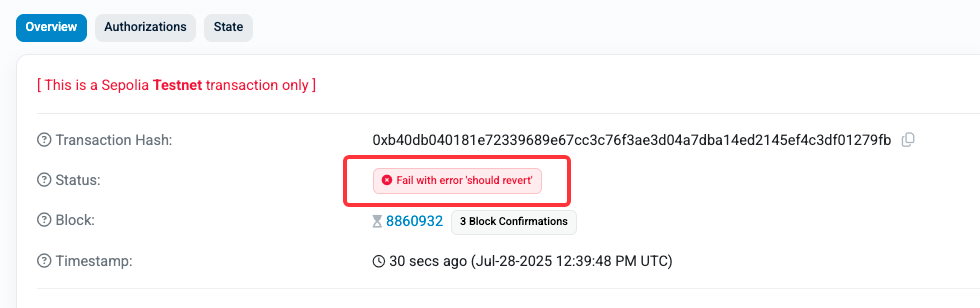 Overview Authorizations State
[ This is a Sepolia Testnet transaction only ]
Transaction Hash: 0xb40db040181e72339689e67cc3c76f3ae3d04a7dba14ed2145ef4c3df01279fb
Status: Fail with error 'should revert'
Block: 8860932 3 Block Confirmations
Timestamp: 30 secs ago (Jul-28-2025 12:39:48 PM UTC)